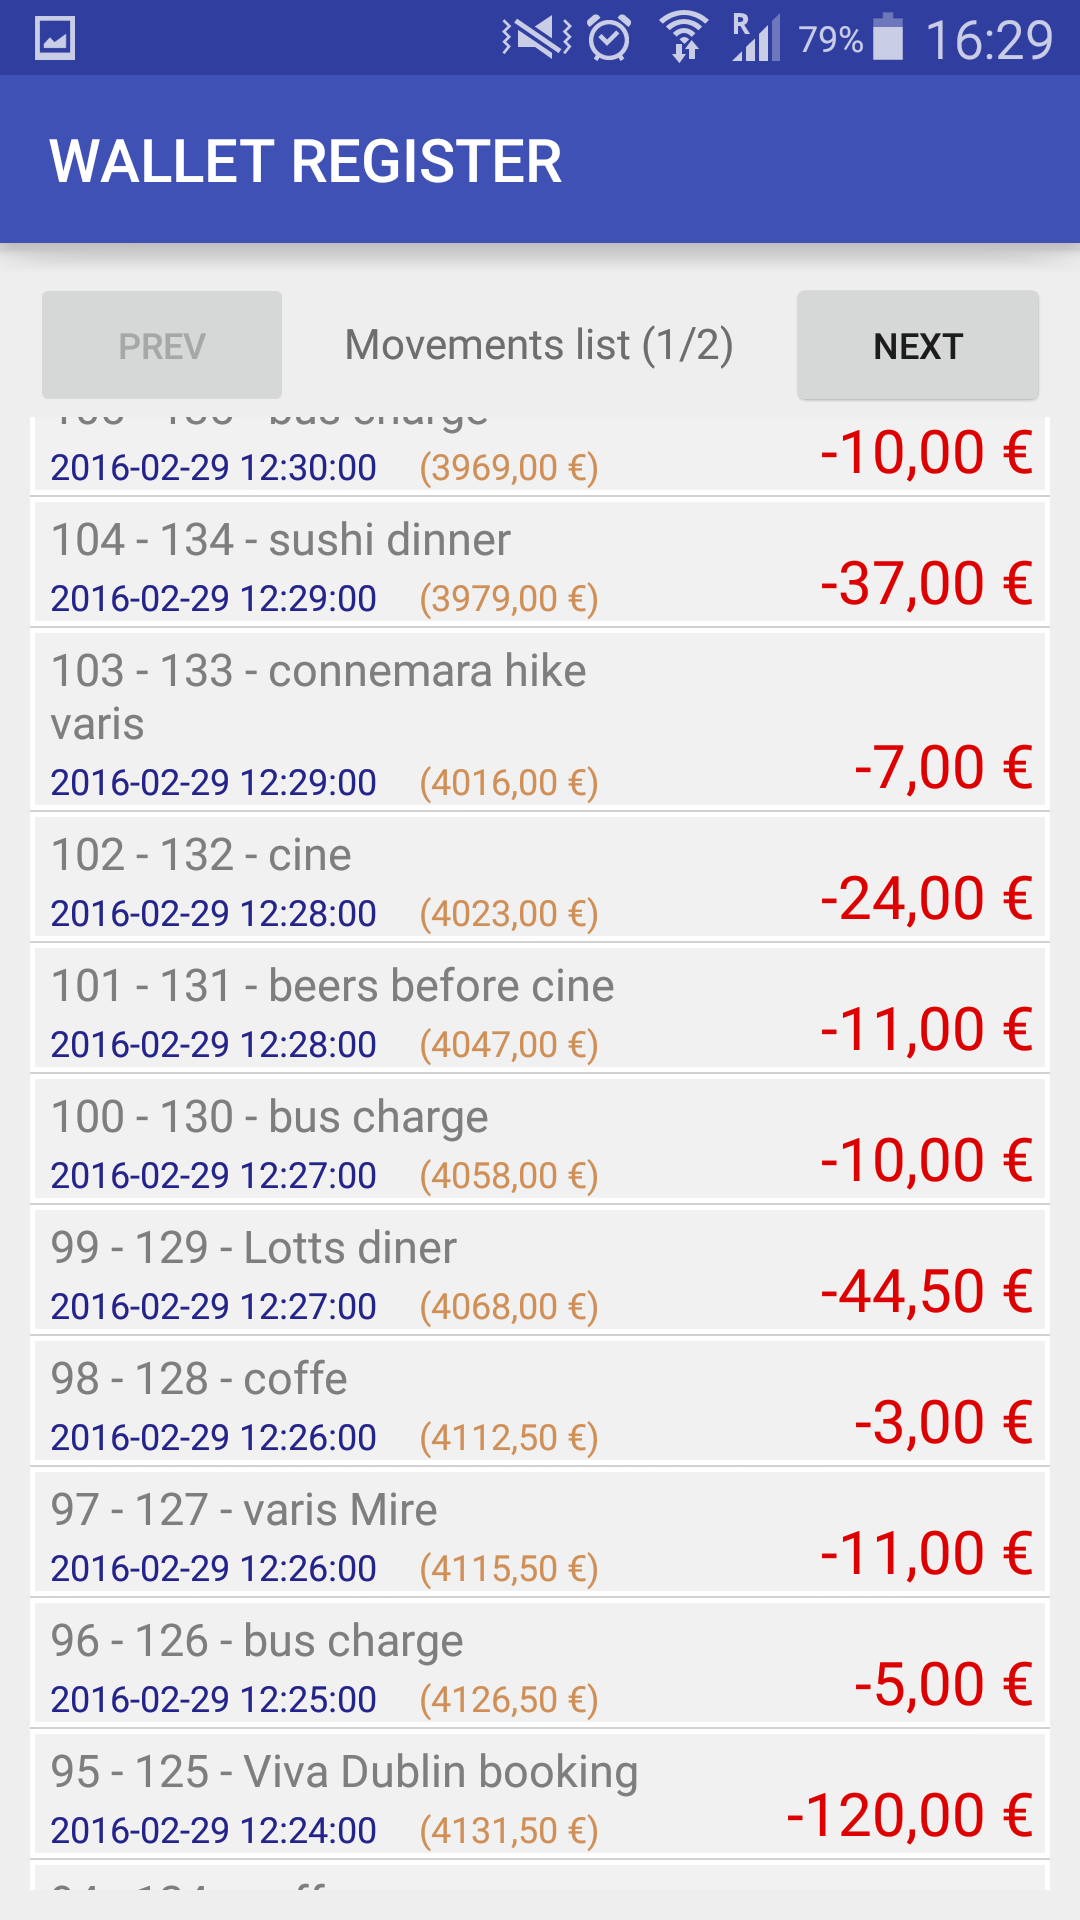 R 79% 16:29
WALLET REGISTER
PREV Movements list (1/2) NEXT
bus charge
2016-02-29 12:30:00 (3969,00 €) -10,00 €
104 - 134 - sushi dinner
2016-02-29 12:29:00 (3979,00 €) -37,00 €
103 - 133 - connemara hike
varis
2016-02-29 12:29:00 (4016,00 €) -7,00 €
102 - 132 - cine
2016-02-29 12:28:00 (4023,00 €) -24,00 €
101 - 131 - beers before cine
2016-02-29 12:28:00 (4047,00 €) -11,00 €
100 - 130 - bus charge
2016-02-29 12:27:00 (4058,00 €) -10,00 €
99 - 129 - Lotts diner
2016-02-29 12:27:00 (4068,00 €) -44,50 €
98 - 128 - coffe
2016-02-29 12:26:00 (4112,50 €) -3,00 €
97 - 127 - varis Mire
2016-02-29 12:26:00 (4115,50 €) -11,00 €
96 - 126 - bus charge
2016-02-29 12:25:00 (4126,50 €) -5,00 €
95 - 125 - Viva Dublin booking
2016-02-29 12:24:00 (4131,50 €) -120,00 €